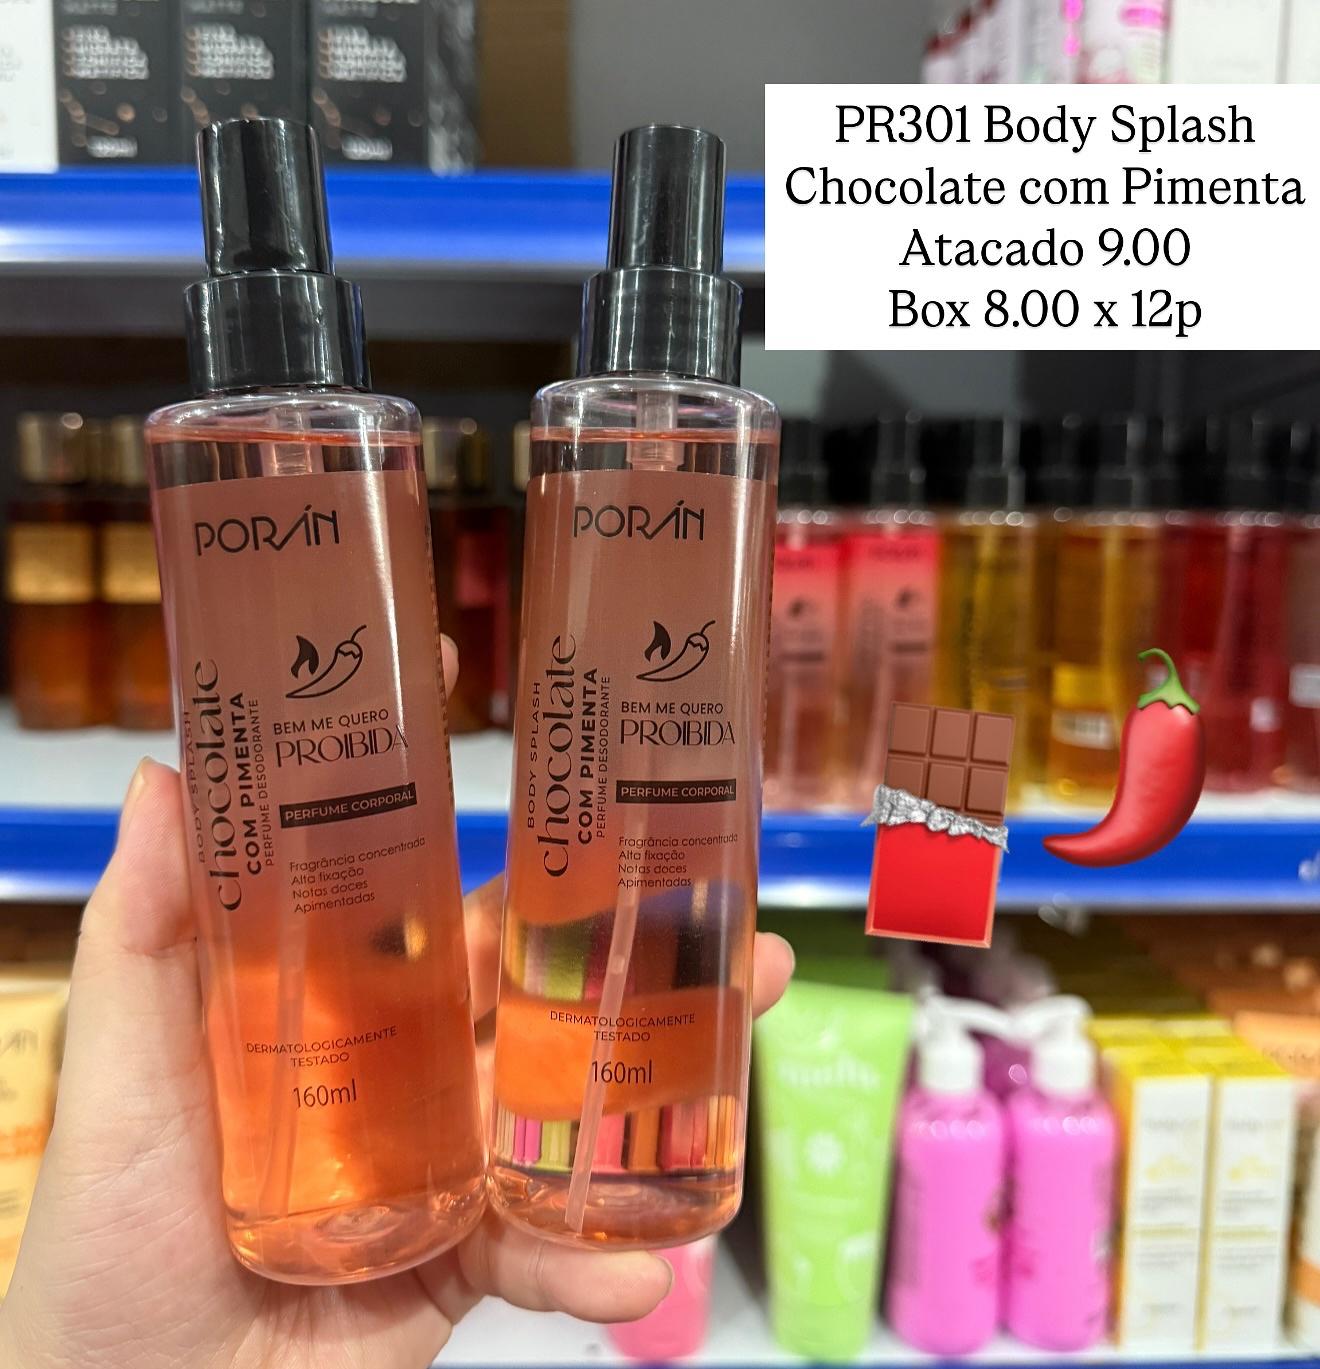 PR301 Body Splash
Chocolate com Pimenta
Atacado 9.00
Box 8.00 x 12p
PORÁN
BODY SPLASH
chocolate
COM PIMENTA
PERFUME DESODORANTE
BEM ME QUERO
PROIBIDA
PERFUME CORPORAL
Fragrância concentrada
Alta fixação
Notas doces
Apimentadas
DERMATOLOGICAMENTE
TESTADO
160ml
PORÁN
BODY SPLASH
chocolate
COM PIMENTA
PERFUME DESODORANTE
BEM ME QUERO
PROIBIDA
PERFUME CORPORAL
Fragrância concentrada
Alta fixação
Notas doces
Apimentadas
DERMATOLOGICAMENTE
TESTADO
160ml